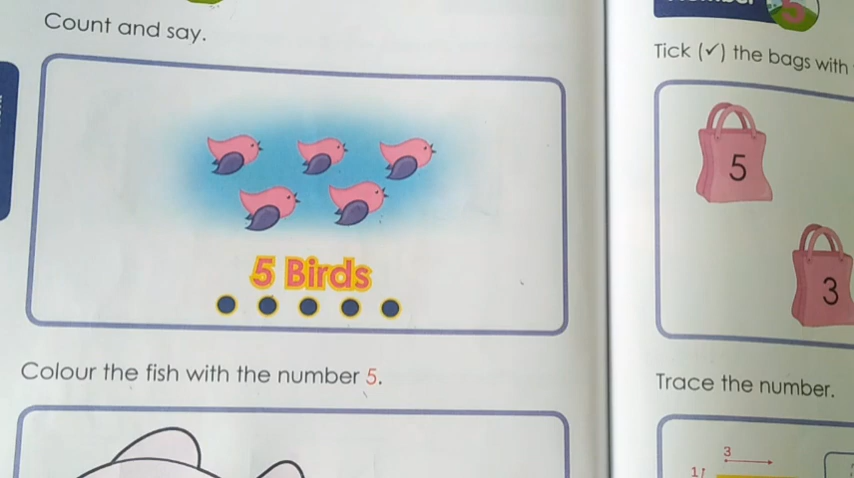 Count and say.
5 Birds
Colour the fish with the number 5.
5
Tick (✓) the bags with
5
3
Trace the number.
3
1